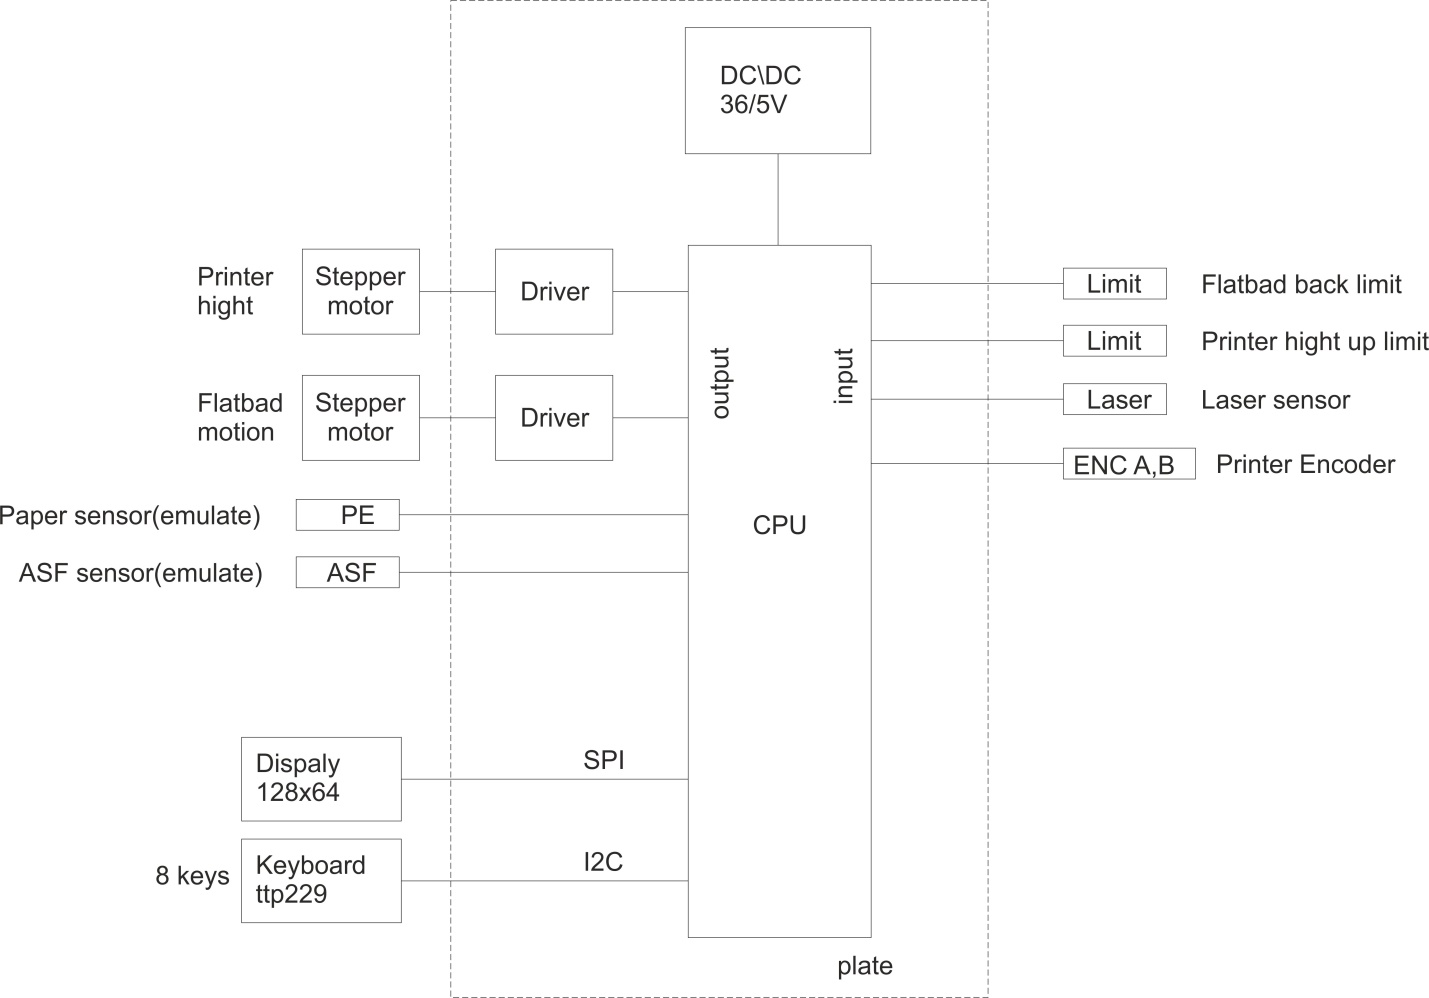 DC\DC
36/5V
Printer
hight
Stepper
motor
Driver
Limit
Flatbad back limit
Limit
Printer hight up limit
output
input
Flatbad
motion
Stepper
motor
Driver
Laser
Laser sensor
ENC A,B
Printer Encoder
Paper sensor(emulate)
PE
CPU
ASF sensor(emulate)
ASF
Dispaly
128x64
SPI
8 keys
Keyboard
ttp229
I2C
plate